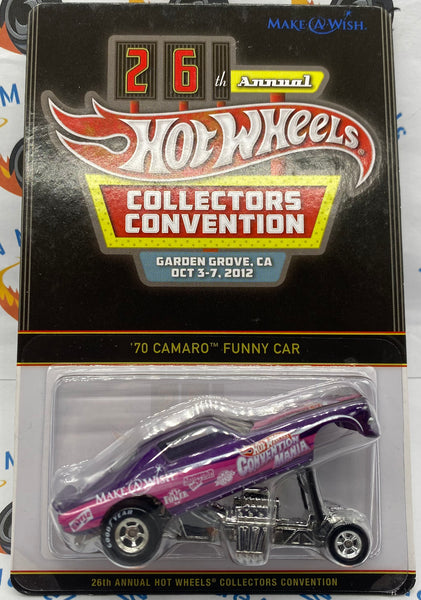 MAKE A WISH.
26th Annual
HOT WHEELS®
COLLECTORS
CONVENTION
GARDEN GROVE, CA
OCT 3-7, 2012
'70 CAMARO™ FUNNY CAR
HOT WHEELS
CONVENTION
MANIA
MAKE A WISH
GOOD YEAR
26th ANNUAL HOT WHEELS® COLLECTORS CONVENTION